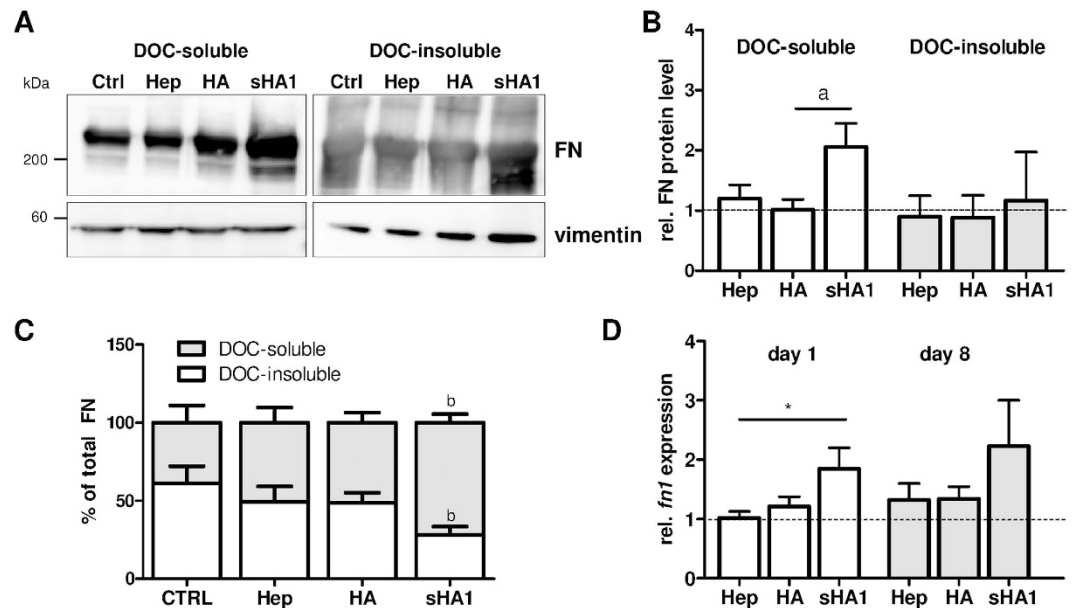 A
DOC-soluble DOC-insoluble
kDa Ctrl Hep HA sHA1 Ctrl Hep HA sHA1
200 FN
60 vimentin
B
rel. FN protein level
4
3
2
1
0
DOC-soluble DOC-insoluble
a
Hep HA sHA1 Hep HA sHA1
C
% of total FN
150
100
50
0
DOC-soluble
DOC-insoluble
b
b
CTRL Hep HA sHA1
D
rel. fn1 expression
4
3
2
1
0
day 1 day 8
*
Hep HA sHA1 Hep HA sHA1